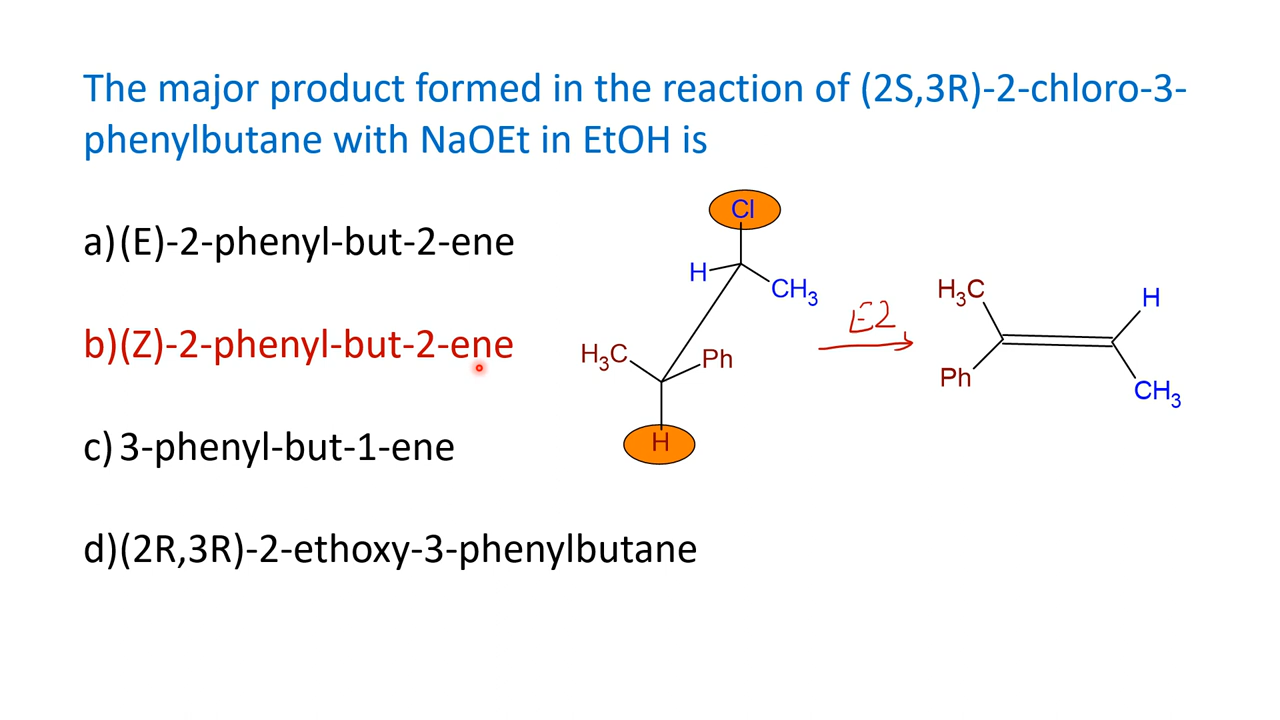 The major product formed in the reaction of (2S,3R)-2-chloro-3-
phenylbutane with NaOEt in EtOH is
a)(E)-2-phenyl-but-2-ene
b)(Z)-2-phenyl-but-2-ene
c) 3-phenyl-but-1-ene
d)(2R,3R)-2-ethoxy-3-phenylbutane
Cl
H
CH3
H3C
Ph
H
E2
H3C
H
Ph
CH3